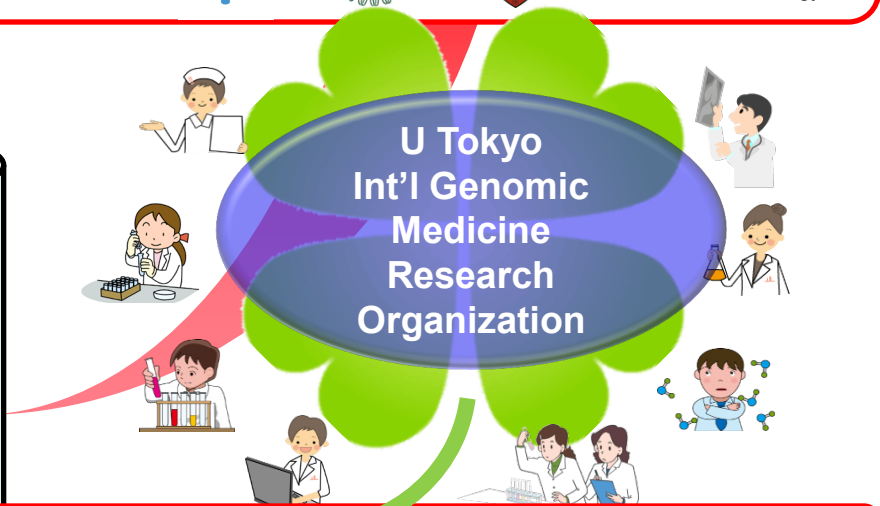 U Tokyo
Int’l Genomic
Medicine
Research
Organization